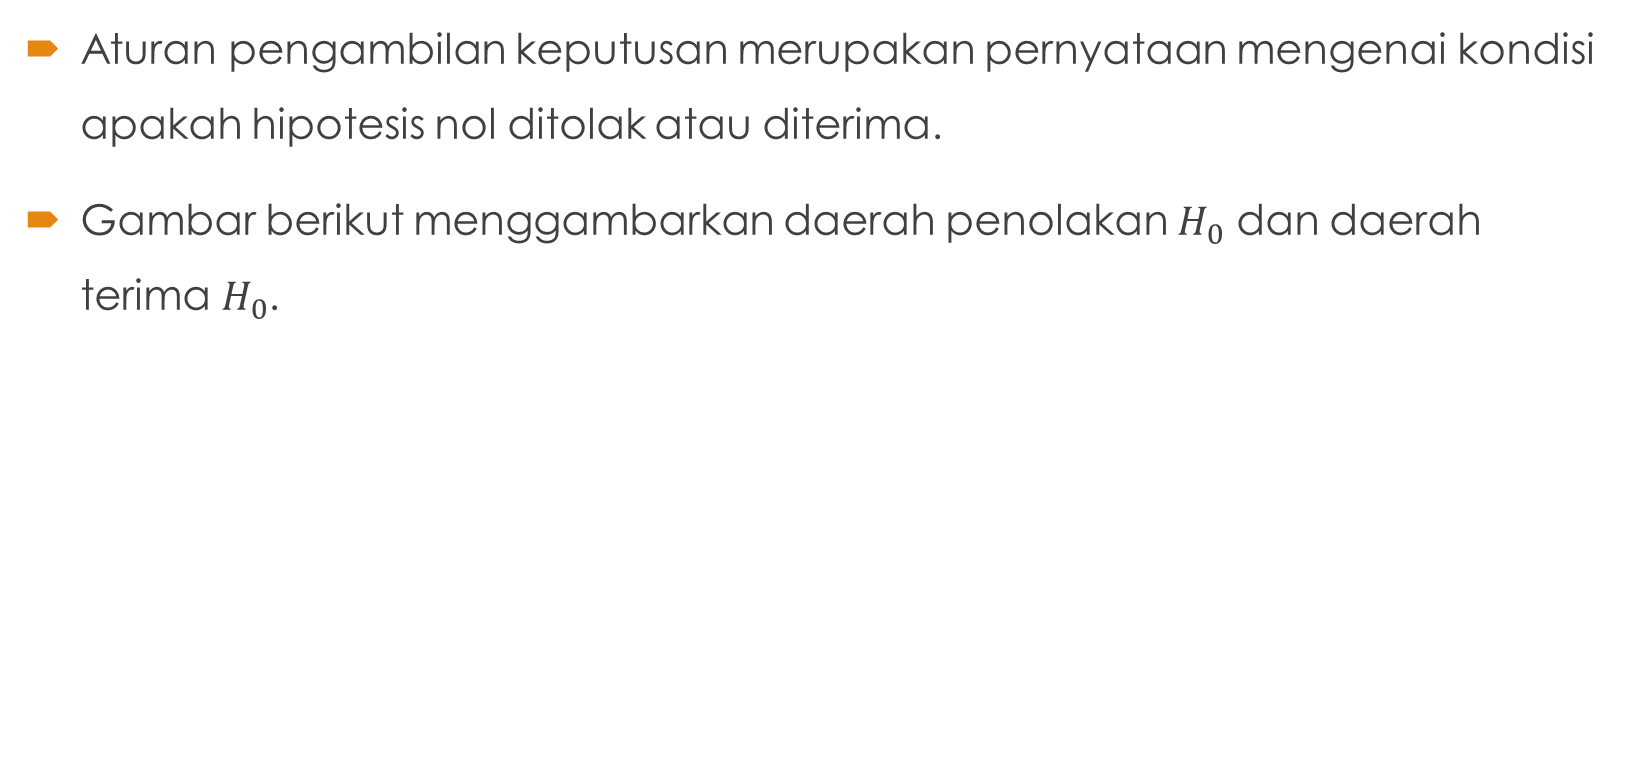 Aturan pengambilan keputusan merupakan pernyataan mengenai kondisi
apakah hipotesis nol ditolak atau diterima.
Gambar berikut menggambarkan daerah penolakan H₀ dan daerah
terima H₀.